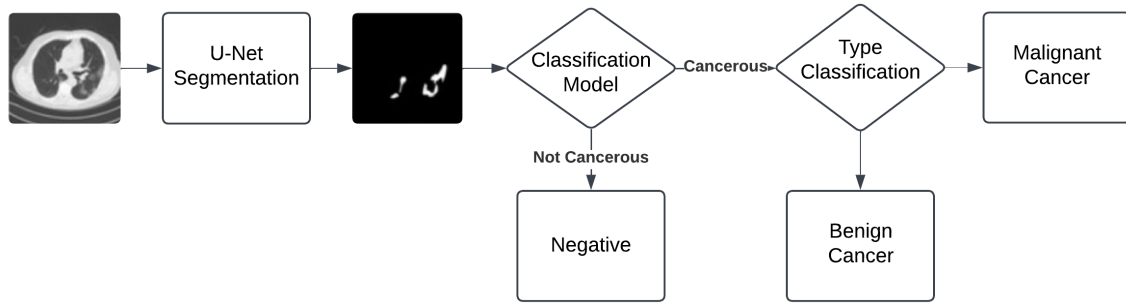 U-Net
Segmentation
Classification
Model
Cancerous
Type
Classification
Malignant
Cancer
Not Cancerous
Negative
Benign
Cancer